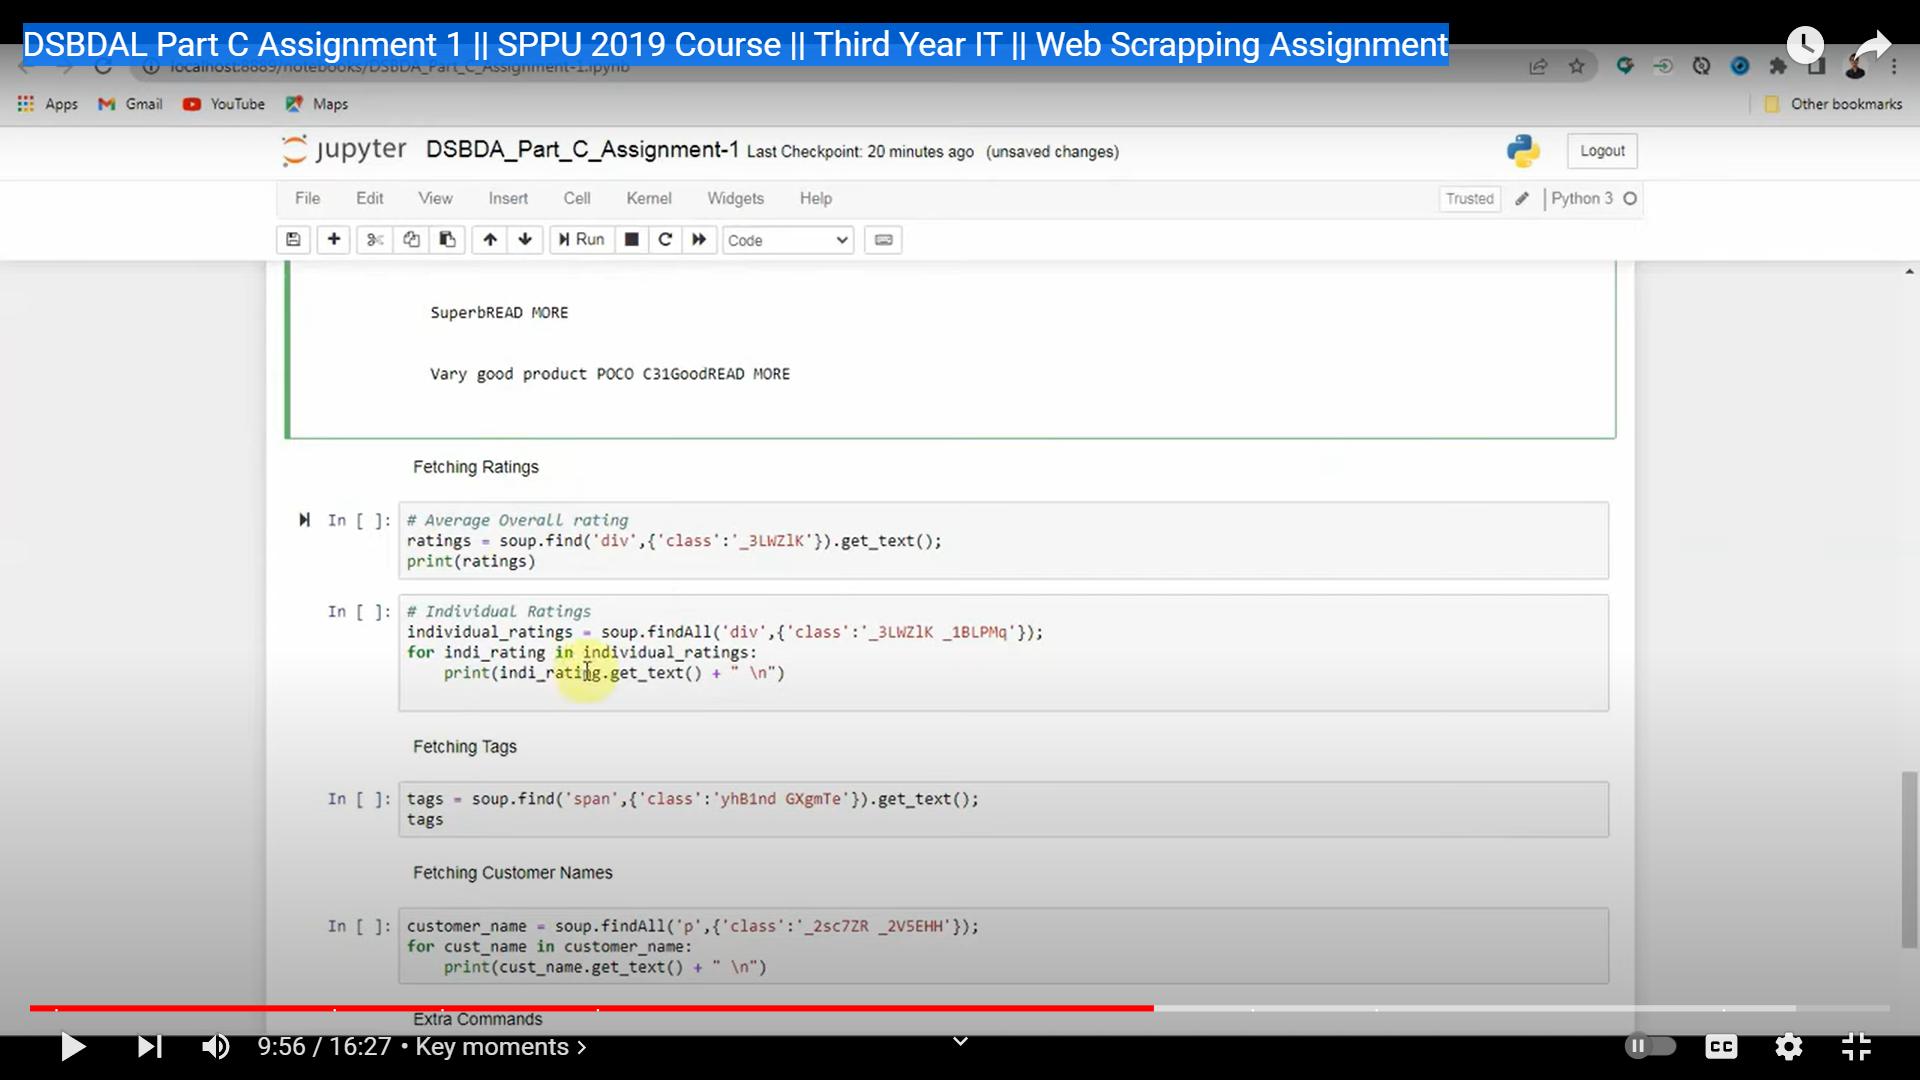 DSBDAL Part C Assignment 1 || SPPU 2019 Course || Third Year IT || Web Scrapping Assignment
localhost:8889/notebooks/DSBDA_Part_C_Assignment-1.ipynb
Apps Gmail YouTube Maps Other bookmarks
jupyter DSBDA_Part_C_Assignment-1 Last Checkpoint: 20 minutes ago (unsaved changes) Logout
File Edit View Insert Cell Kernel Widgets Help Trusted Python 3
Run Code
SuperbREAD MORE
Vary good product POCO C31GoodREAD MORE
Fetching Ratings
In [ ]: # Average Overall rating
ratings = soup.find('div',{'class':'_3LWZlK'}).get_text();
print(ratings)
In [ ]: # Individual Ratings
individual_ratings = soup.findAll('div',{'class':'_3LWZlK _1BLPMq'});
for indi_rating in individual_ratings:
    print(indi_rating.get_text() + " \n")
Fetching Tags
In [ ]: tags = soup.find('span',{'class':'yhB1nd GXgmTe'}).get_text();
tags
Fetching Customer Names
In [ ]: customer_name = soup.findAll('p',{'class':'_2sc7ZR _2V5EHH'});
for cust_name in customer_name:
    print(cust_name.get_text() + " \n")
Extra Commands
9:56 / 16:27 • Key moments CC